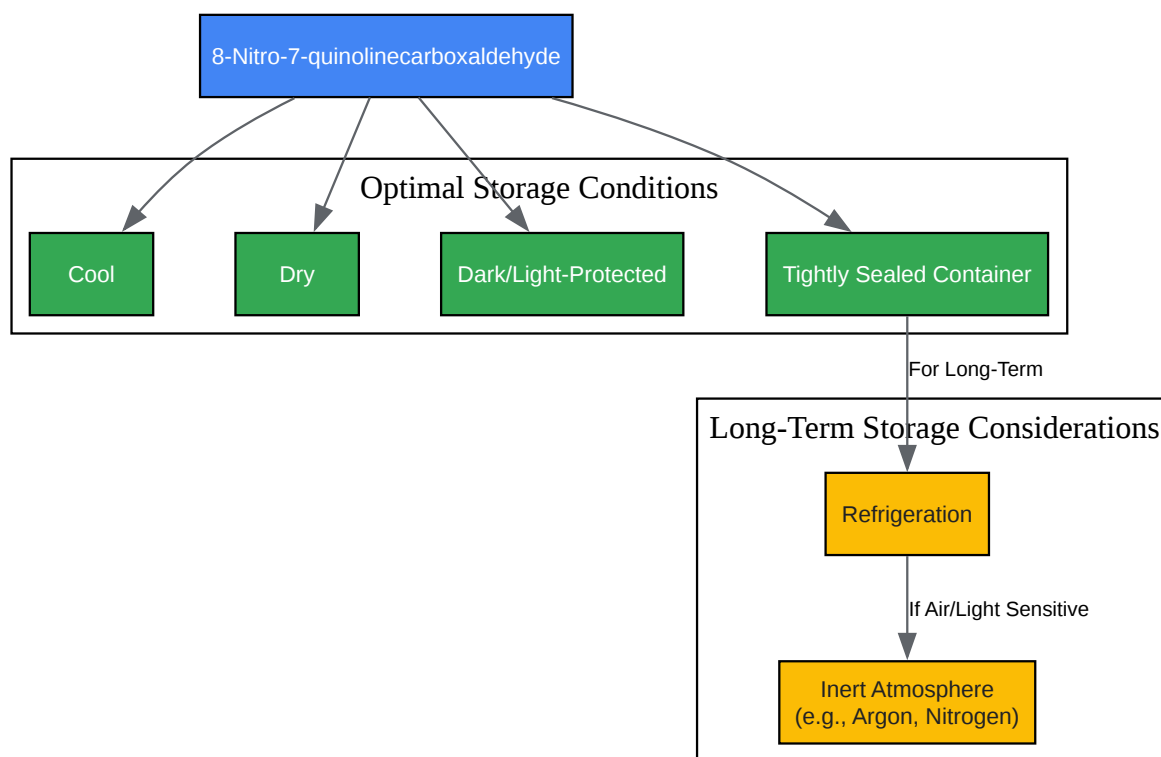 8-Nitro-7-quinolinecarboxaldehyde
Optimal Storage Conditions
Cool
Dry
Dark/Light-Protected
Tightly Sealed Container
For Long-Term
Long-Term Storage Considerations
Refrigeration
If Air/Light Sensitive
Inert Atmosphere
(e.g., Argon, Nitrogen)